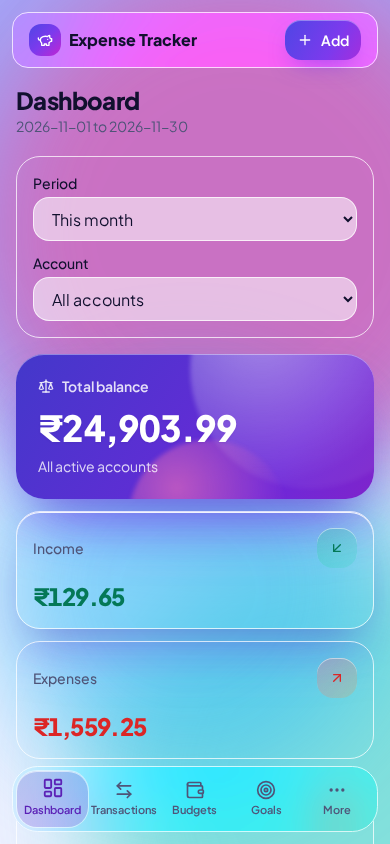 Expense Tracker
Add
Dashboard
2026-11-01 to 2026-11-30
Period
This month
Account
All accounts
Total balance
₹24,903.99
All active accounts
Income
₹129.65
Expenses
₹1,559.25
Dashboard Transactions Budgets Goals More